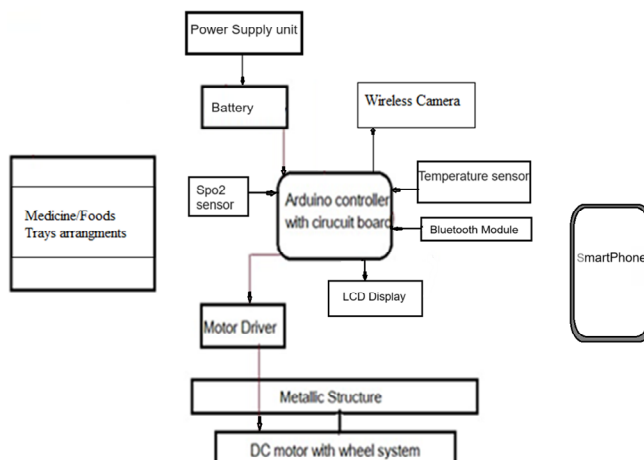 Power Supply unit
Battery
Wireless Camera
Spo2
sensor
Arduino controller
with cirucuit board
Temperature sensor
Medicine/Foods
Trays arrangments
Bluetooth Module
SmartPhone
LCD Display
Motor Driver
Metallic Structure
DC motor with wheel system